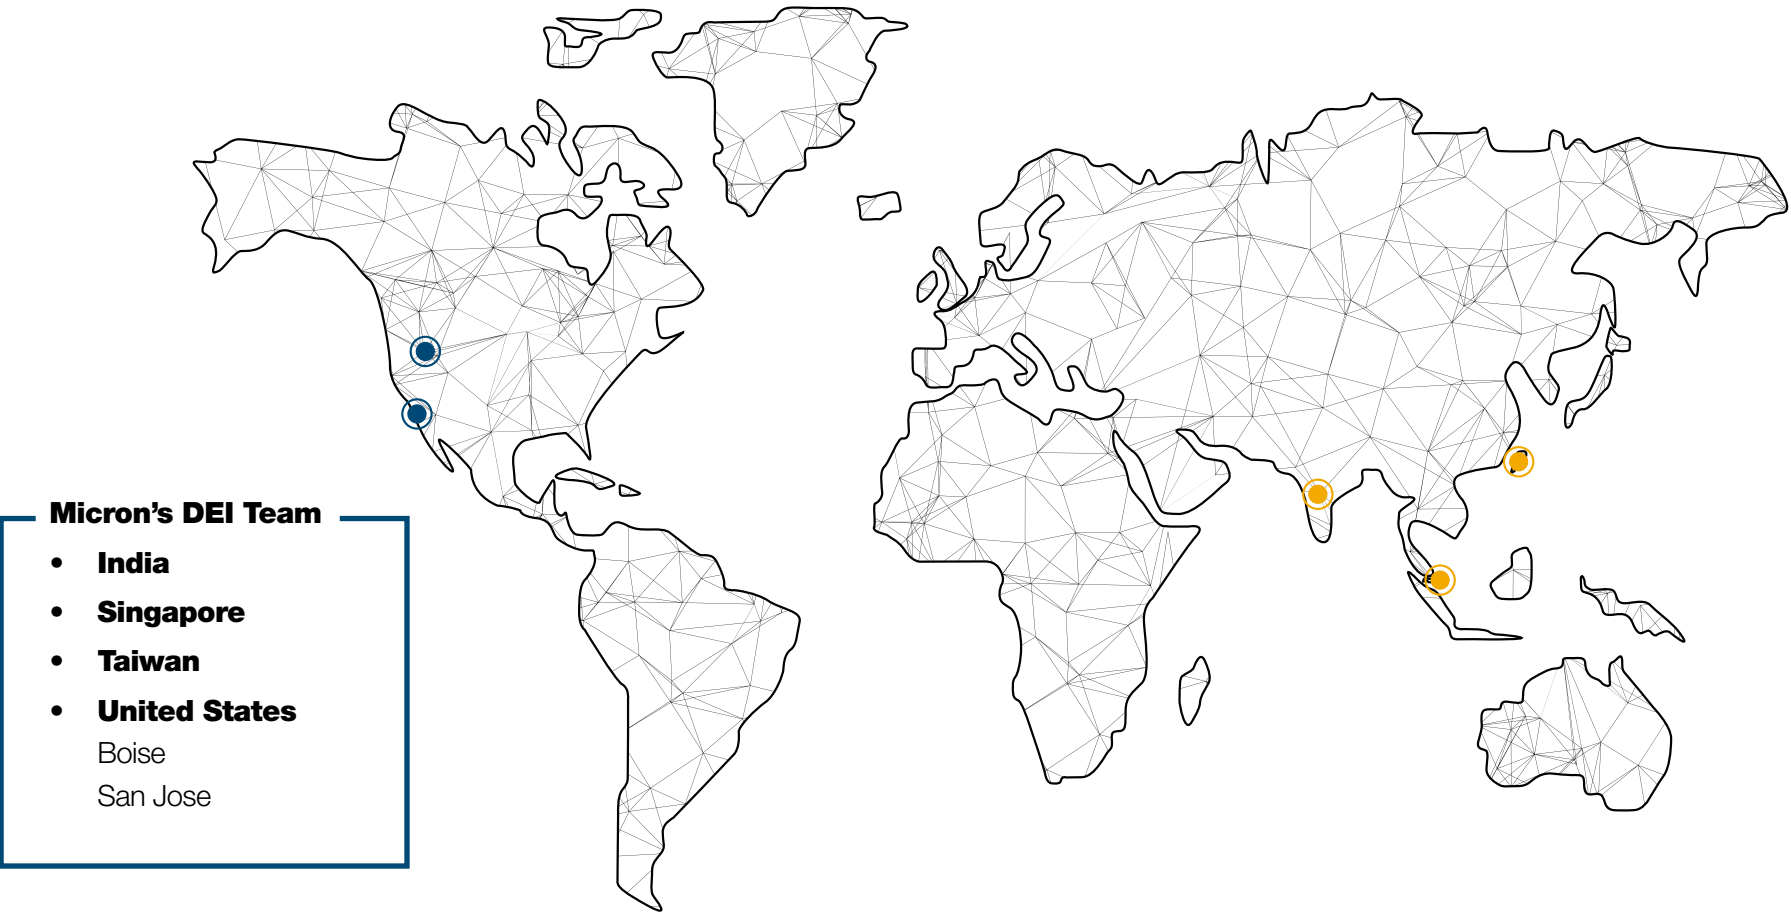 Micron’s DEI Team
• India
• Singapore
• Taiwan
• United States
Boise
San Jose